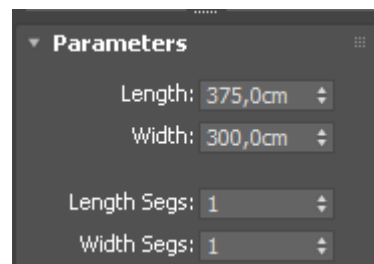 Parameters
Length: 375,0cm
Width: 300,0cm
Length Segs: 1
Width Segs: 1